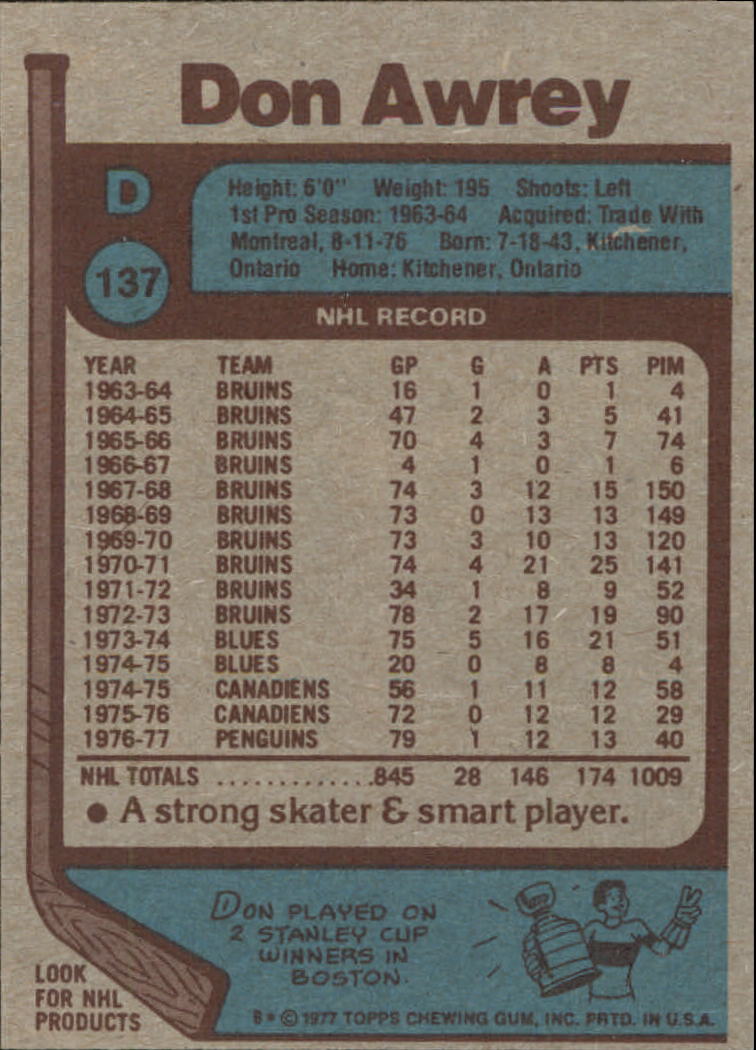 Don Awrey
D
Height: 6'0" Weight: 195 Shoots: Left
1st Pro Season: 1963-64 Acquired: Trade With
Montreal, 8-11-76 Born: 7-18-43, Kitchener,
Ontario Home: Kitchener, Ontario
137
NHL RECORD
YEAR TEAM GP G A PTS PIM
1963-64 BRUINS 16 1 0 1 4
1964-65 BRUINS 47 2 3 5 41
1965-66 BRUINS 70 4 3 7 74
1966-67 BRUINS 4 1 0 1 6
1967-68 BRUINS 74 3 12 15 150
1968-69 BRUINS 73 0 13 13 149
1969-70 BRUINS 73 3 10 13 120
1970-71 BRUINS 74 4 21 25 141
1971-72 BRUINS 34 1 8 9 52
1972-73 BRUINS 78 2 17 19 90
1973-74 BLUES 75 5 16 21 51
1974-75 BLUES 20 0 8 8 4
1974-75 CANADIENS 56 1 11 12 58
1975-76 CANADIENS 72 0 12 12 29
1976-77 PENGUINS 79 1 12 13 40
NHL TOTALS .............845 28 146 174 1009
● A strong skater & smart player.
DON PLAYED ON
2 STANLEY CUP
WINNERS IN
BOSTON.
LOOK
FOR NHL
PRODUCTS
B* © 1977 TOPPS CHEWING GUM, INC. PRTD. IN U.S.A.